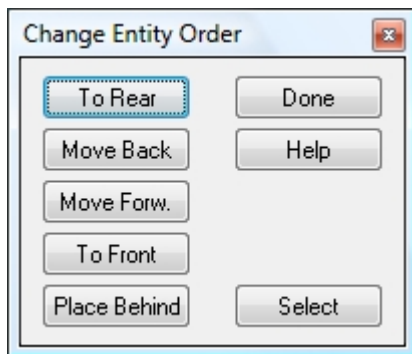 Change Entity Order
To Rear
Done
Move Back
Help
Move Forw.
To Front
Place Behind
Select